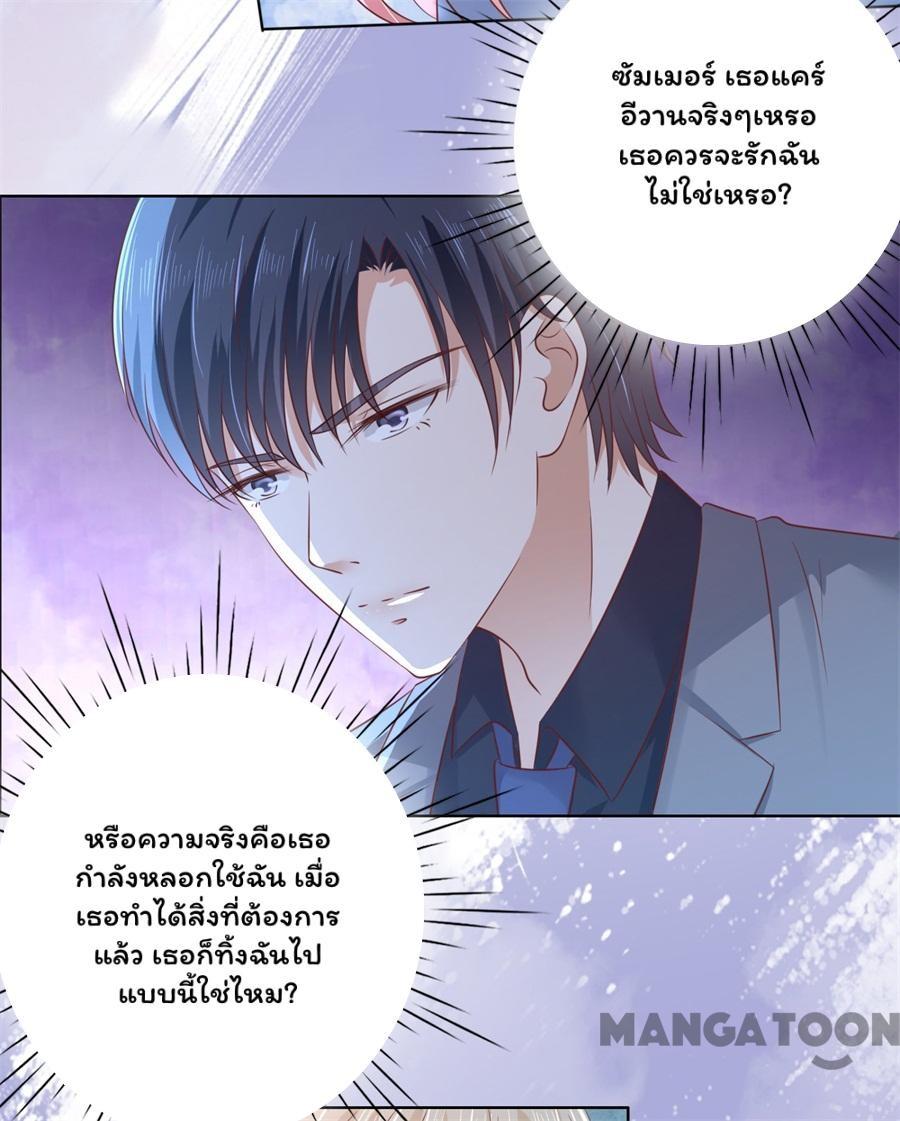 ซัมเมอร์ เธอแคร์
อีวานจริงๆเหรอ
เธอควรจะรักฉัน
ไม่ใช่เหรอ?
หรือความจริงคือเธอ
กำลังหลอกใช้ฉัน เมื่อ
เธอทำได้สิ่งที่ต้องการ
แล้ว เธอก็ทิ้งฉันไป
แบบนี้ใช่ไหม?
MANGATOON